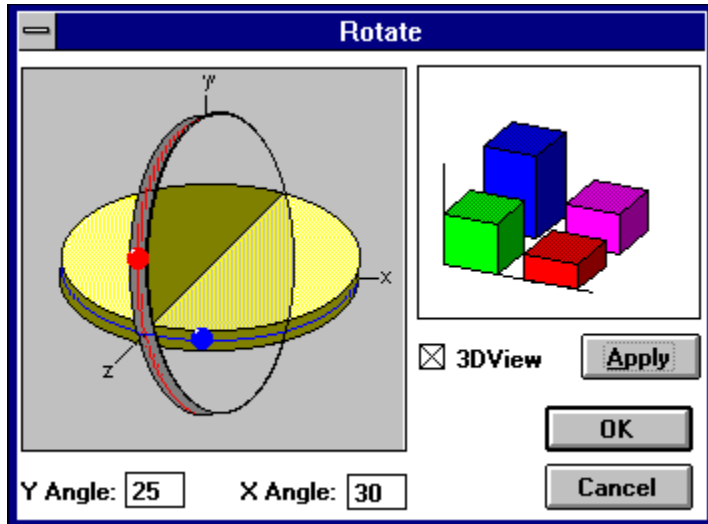 Rotate
y
x
z
3DView
Apply
OK
Y Angle: 25
X Angle: 30
Cancel